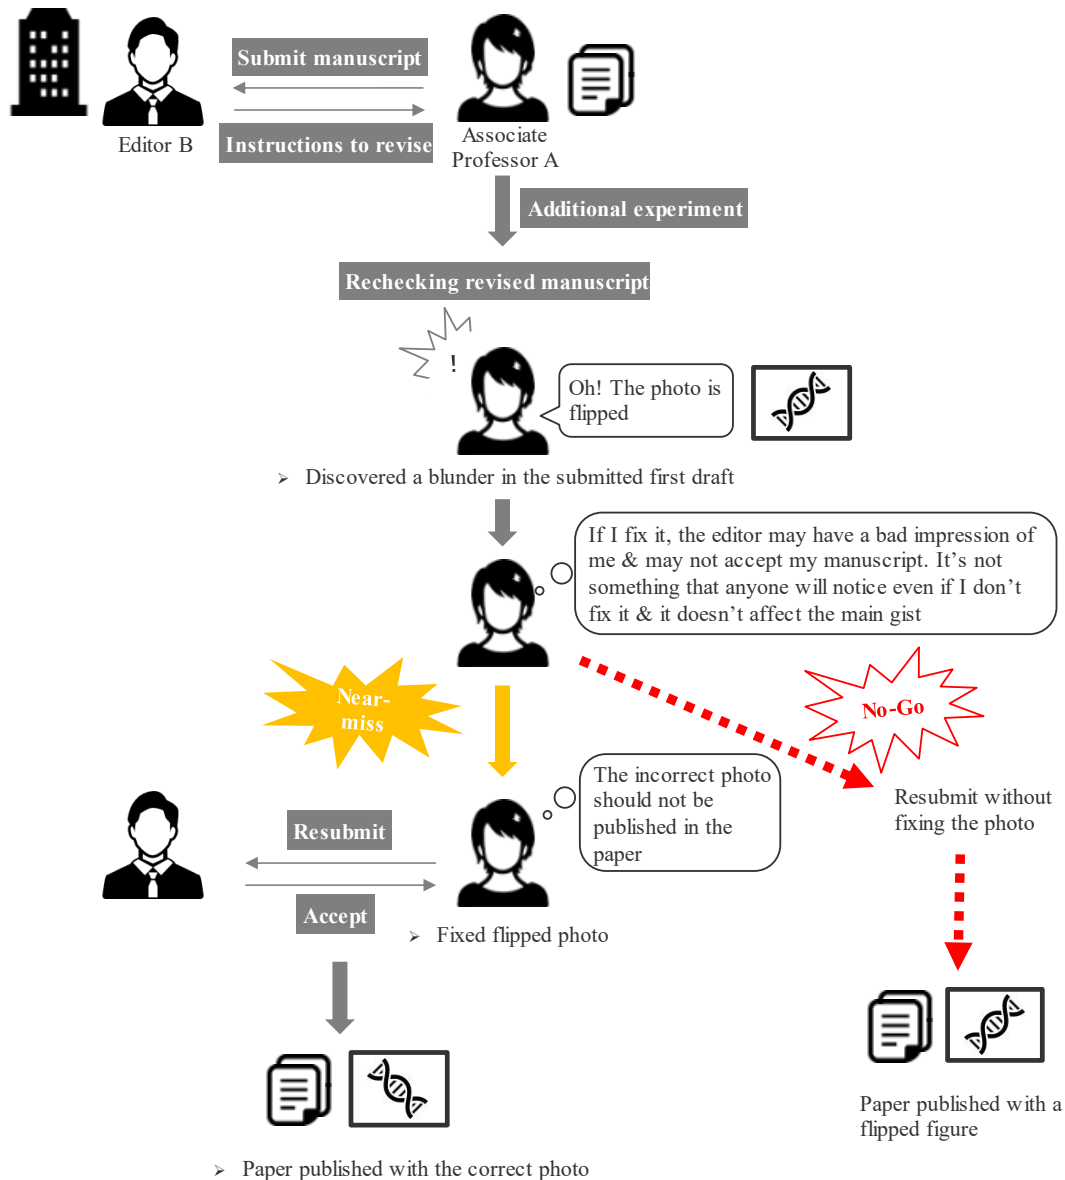 Submit manuscript
Editor B
Instructions to revise
Associate
Professor A
Additional experiment
Rechecking revised manuscript
!
Oh! The photo is
flipped
➢ Discovered a blunder in the submitted first draft
If I fix it, the editor may have a bad impression of
me & may not accept my manuscript. It’s not
something that anyone will notice even if I don’t
fix it & it doesn’t affect the main gist
Near-
miss
No-Go
The incorrect photo
should not be
published in the
paper
Resubmit without
fixing the photo
Resubmit
Accept
➢ Fixed flipped photo
Paper published with a
flipped figure
➢ Paper published with the correct photo